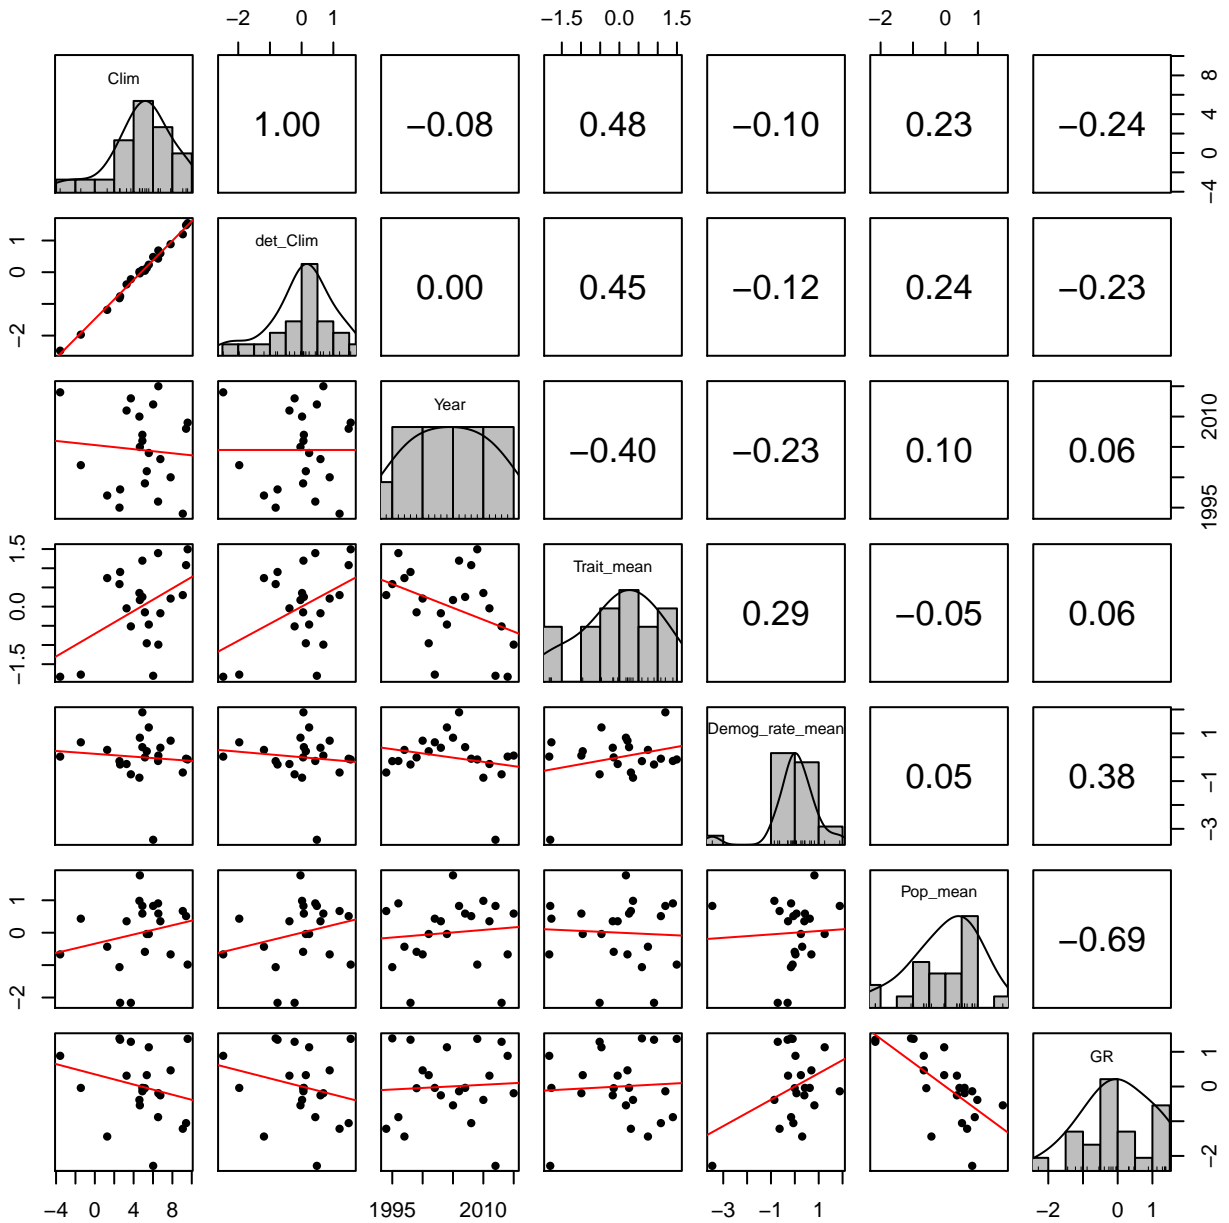 −2 0 1 −1.5 0.0 1.5 −2 0 1
Clim 1.00 −0.08 0.48 −0.10 0.23 −0.24 −4 0 4 8
−2 0 1 det_Clim 0.00 0.45 −0.12 0.24 −0.23
Year −0.40 −0.23 0.10 0.06 1995 2010
−1.5 0.0 1.5 Trait_mean 0.29 −0.05 0.06
Demog_rate_mean 0.05 0.38 −3 −1 1
−2 0 1 Pop_mean −0.69
GR −2 0 1
−4 0 4 8 1995 2010 −3 −1 1 −2 0 1